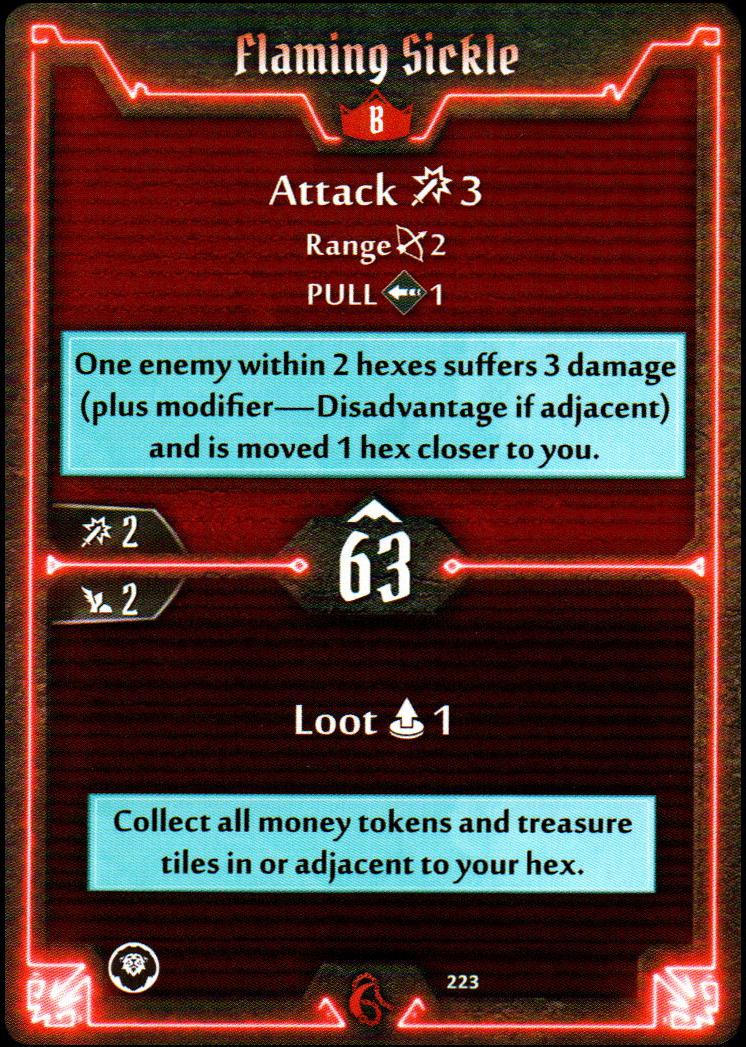 Flaming Sickle
B
Attack 3
Range 2
PULL 1
One enemy within 2 hexes suffers 3 damage
(plus modifier—Disadvantage if adjacent)
and is moved 1 hex closer to you.
2
63
2
Loot 1
Collect all money tokens and treasure
tiles in or adjacent to your hex.
223